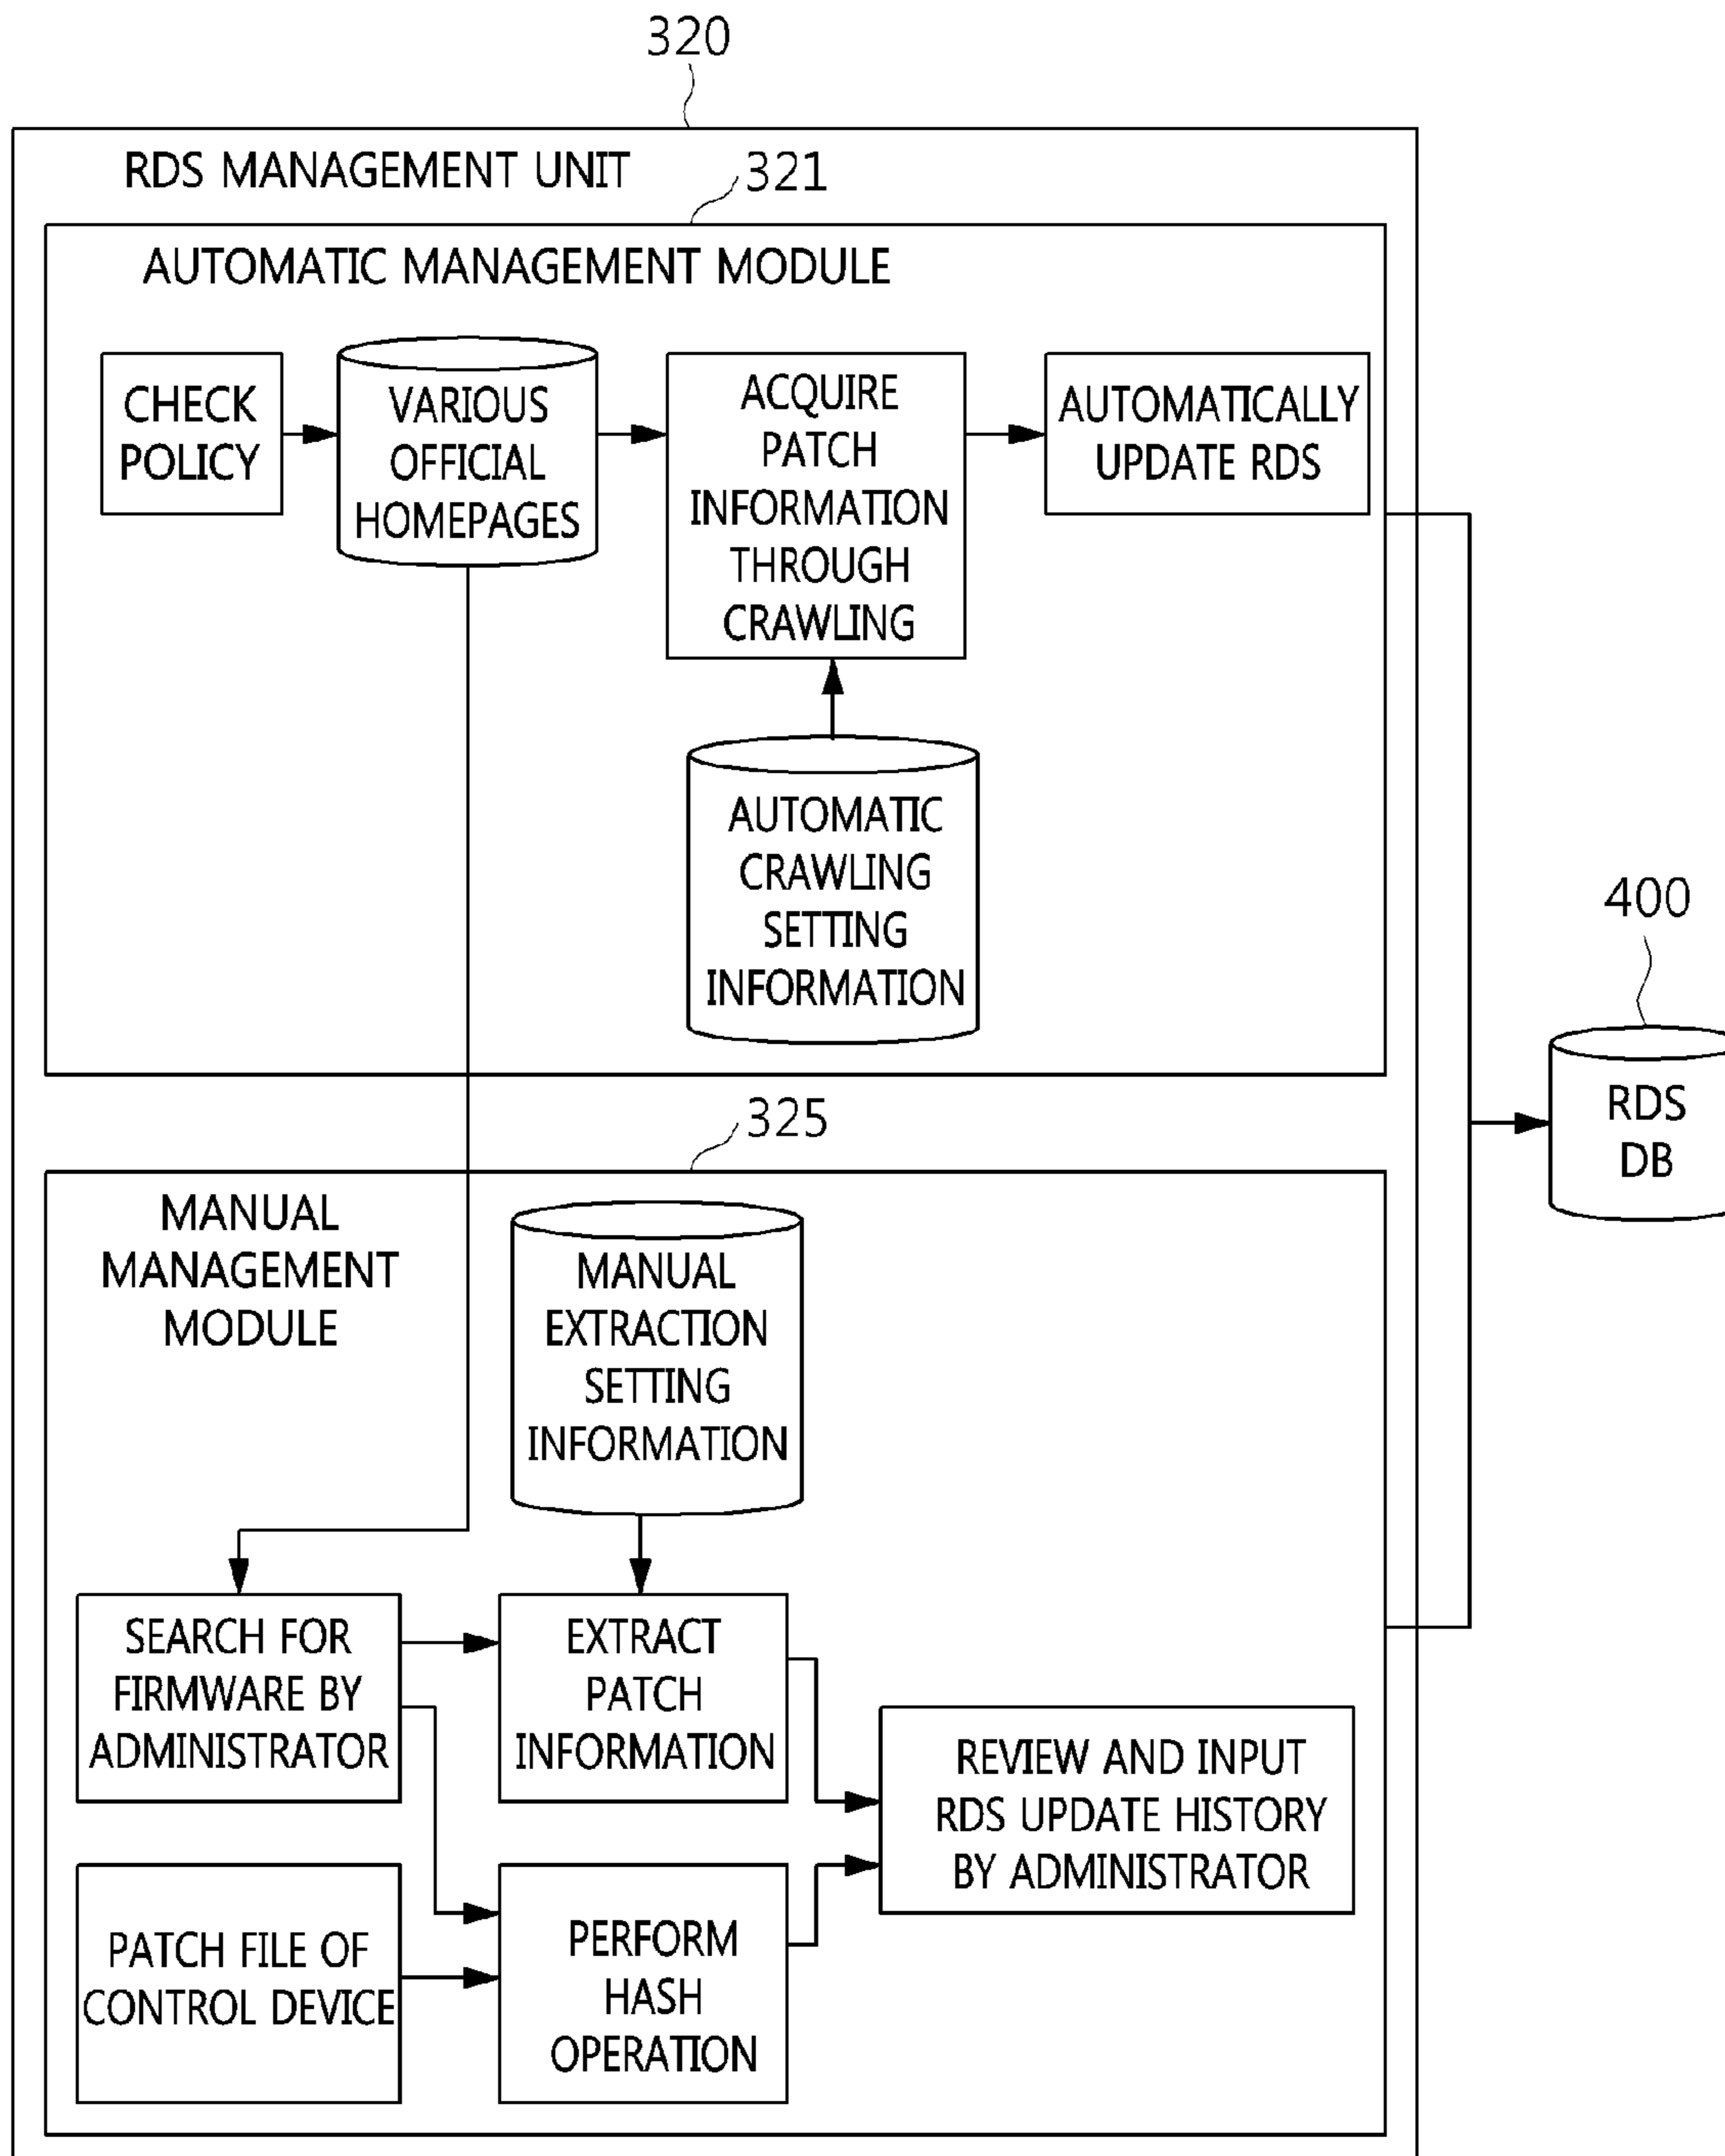 320
RDS MANAGEMENT UNIT
321
AUTOMATIC MANAGEMENT MODULE
CHECK
POLICY
VARIOUS
OFFICIAL
HOMEPAGES
ACQUIRE
PATCH
INFORMATION
THROUGH
CRAWLING
AUTOMATICALLY
UPDATE RDS
AUTOMATIC
CRAWLING
SETTING
INFORMATION
400
RDS
DB
325
MANUAL
MANAGEMENT
MODULE
MANUAL
EXTRACTION
SETTING
INFORMATION
SEARCH FOR
FIRMWARE BY
ADMINISTRATOR
EXTRACT
PATCH
INFORMATION
REVIEW AND INPUT
RDS UPDATE HISTORY
BY ADMINISTRATOR
PATCH FILE OF
CONTROL DEVICE
PERFORM
HASH
OPERATION